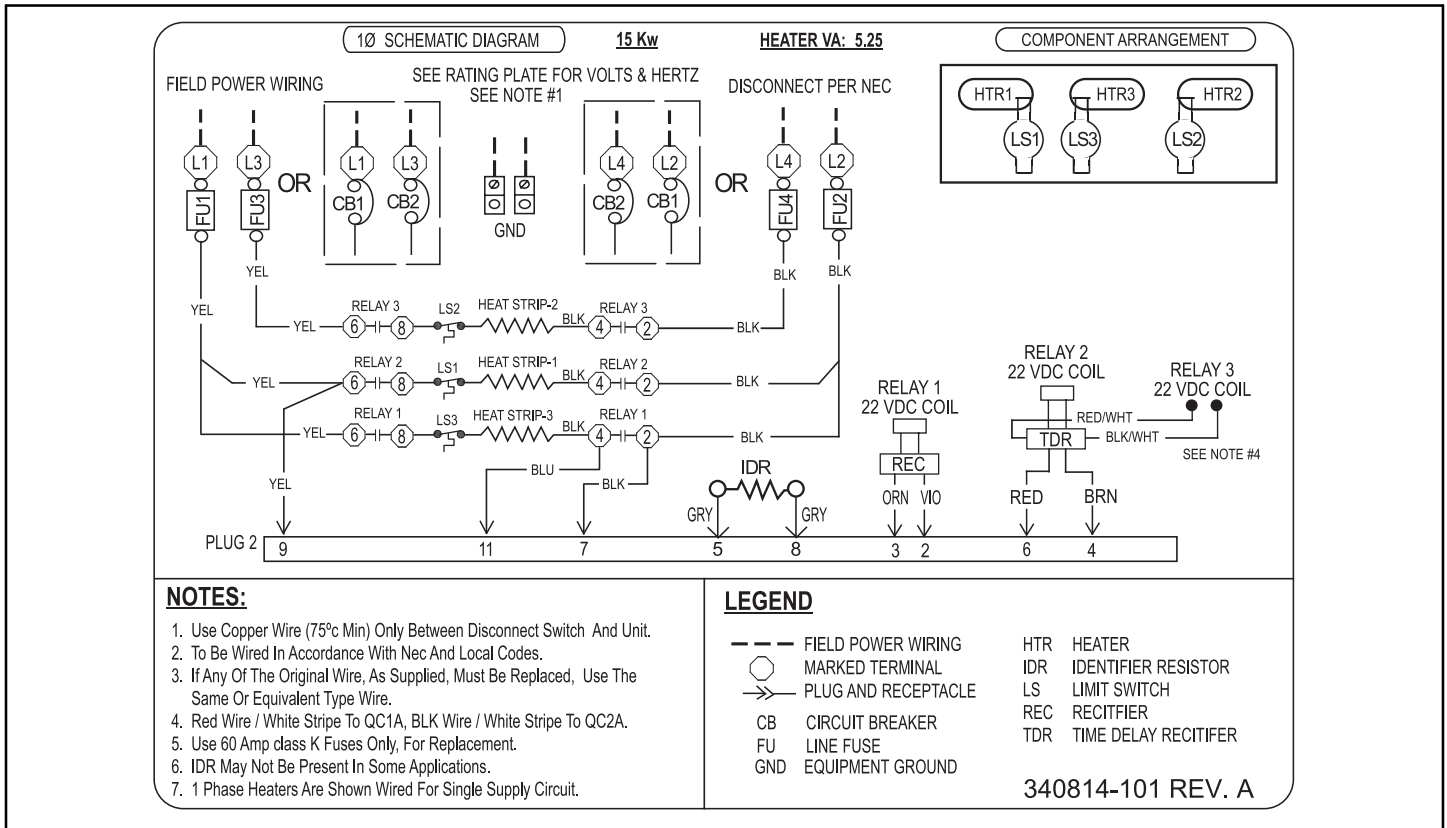 1Ø SCHEMATIC DIAGRAM
15 Kw
HEATER VA: 5.25
COMPONENT ARRANGEMENT
FIELD POWER WIRING
SEE RATING PLATE FOR VOLTS & HERTZ
SEE NOTE #1
DISCONNECT PER NEC
HTR1 HTR3 HTR2
LS1 LS3 LS2
L1 L3 L1 L3 L4 L2 L4 L2
OR OR
FU1 FU3 CB1 CB2 CB2 CB1 FU4 FU2
GND
YEL BLK BLK
YEL
RELAY 3 LS2 HEAT STRIP-2 RELAY 3
YEL 6 8 BLK 4 2 BLK
RELAY 2 LS1 HEAT STRIP-1 RELAY 2
YEL 6 8 BLK 4 2 BLK
RELAY 1 LS3 HEAT STRIP-3 RELAY 1
YEL 6 8 BLK 4 2 BLK
RELAY 1
22 VDC COIL
REC
ORN VIO
RELAY 2
22 VDC COIL
RELAY 3
22 VDC COIL
RED/WHT
TDR BLK/WHT
SEE NOTE #4
RED BRN
YEL BLU BLK
IDR
GRY GRY
PLUG 2 9 11 7 5 8 3 2 6 4
NOTES:
1. Use Copper Wire (75ºc Min) Only Between Disconnect Switch And Unit.
2. To Be Wired In Accordance With Nec And Local Codes.
3. If Any Of The Original Wire, As Supplied, Must Be Replaced, Use The
Same Or Equivalent Type Wire.
4. Red Wire / White Stripe To QC1A, BLK Wire / White Stripe To QC2A.
5. Use 60 Amp class K Fuses Only, For Replacement.
6. IDR May Not Be Present In Some Applications.
7. 1 Phase Heaters Are Shown Wired For Single Supply Circuit.
LEGEND
FIELD POWER WIRING
MARKED TERMINAL
PLUG AND RECEPTACLE
CB CIRCUIT BREAKER
FU LINE FUSE
GND EQUIPMENT GROUND
HTR HEATER
IDR IDENTIFIER RESISTOR
LS LIMIT SWITCH
REC RECITFIER
TDR TIME DELAY RECITIFER
340814-101 REV. A